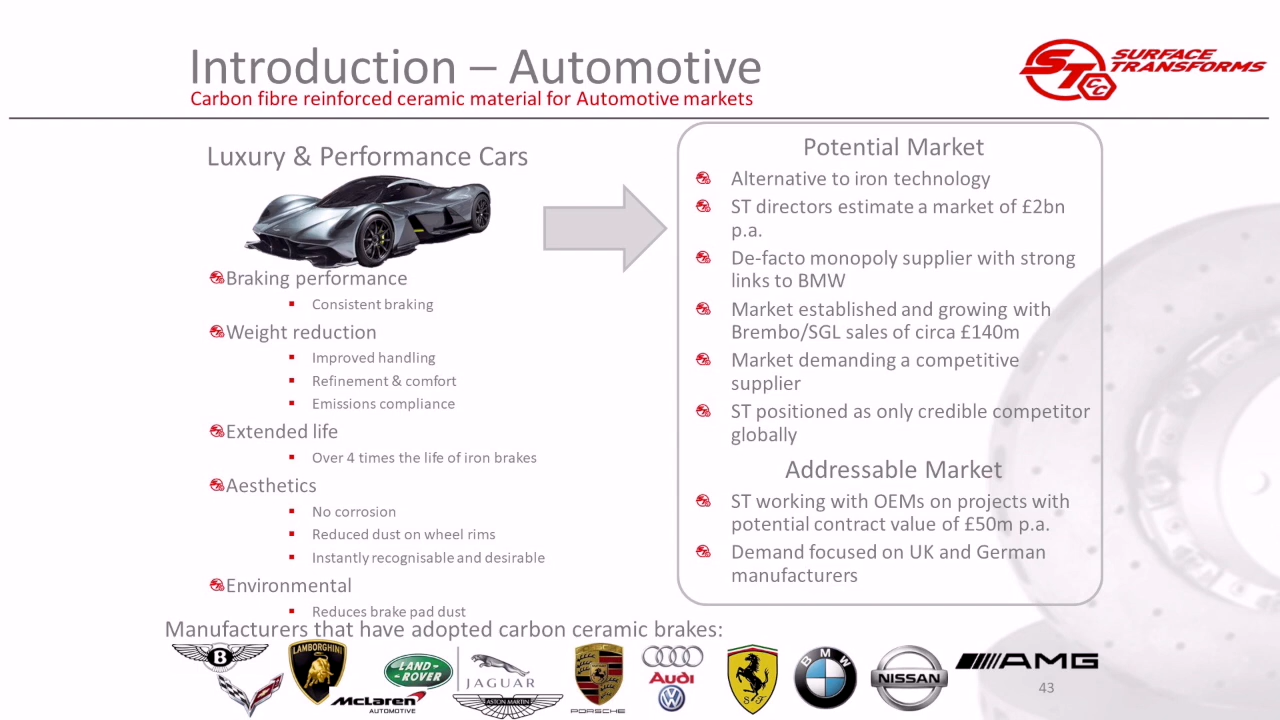 Introduction – Automotive
Carbon fibre reinforced ceramic material for Automotive markets
STCC
SURFACE
TRANSFORMS
Luxury & Performance Cars
Braking performance
Consistent braking
Weight reduction
Improved handling
Refinement & comfort
Emissions compliance
Extended life
Over 4 times the life of iron brakes
Aesthetics
No corrosion
Reduced dust on wheel rims
Instantly recognisable and desirable
Environmental
Reduces brake pad dust
Potential Market
Alternative to iron technology
ST directors estimate a market of £2bn
p.a.
De-facto monopoly supplier with strong
links to BMW
Market established and growing with
Brembo/SGL sales of circa £140m
Market demanding a competitive
supplier
ST positioned as only credible competitor
globally
Addressable Market
ST working with OEMs on projects with
potential contract value of £50m p.a.
Demand focused on UK and German
manufacturers
Manufacturers that have adopted carbon ceramic brakes:
B
LAMBORGHINI
McLaren
AUTOMOTIVE
LAND-
ROVER
JAGUAR
ASTON MARTIN
PORSCHE
Audi
VW
Ferrari
S F
BMW
NISSAN
AMG
43